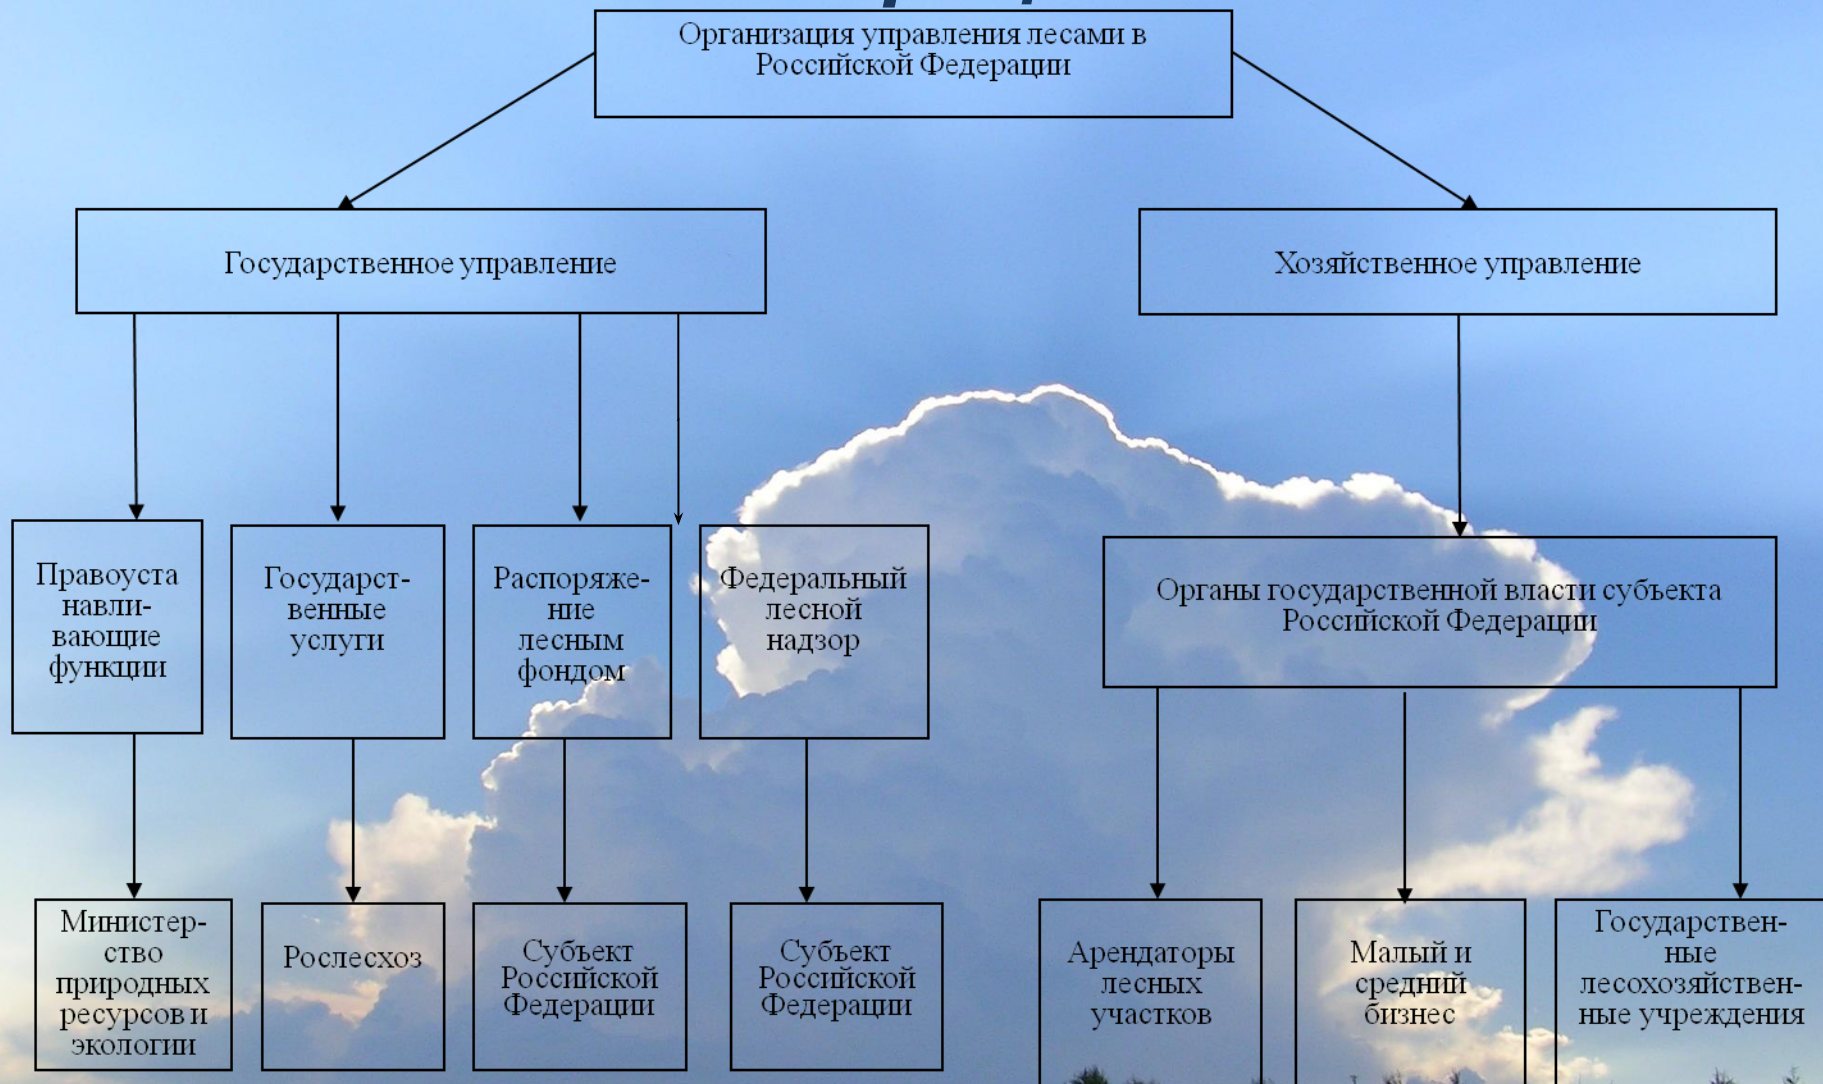 Организация управления лесами в
Российской Федерации
Государственное управление
Хозяйственное управление
Правоуста
навли-
вающие
функции
Государст-
венные
услуги
Распоряже-
ние
лесным
фондом
Федеральный
лесной
надзор
Органы государственной власти субъекта
Российской Федерации
Министер-
ство
природных
ресурсов и
экологии
Рослесхоз
Субъект
Российской
Федерации
Субъект
Российской
Федерации
Арендаторы
лесных
участков
Малый и
средний
бизнес
Государствен-
ные
лесохозяйствен-
ные учреждения